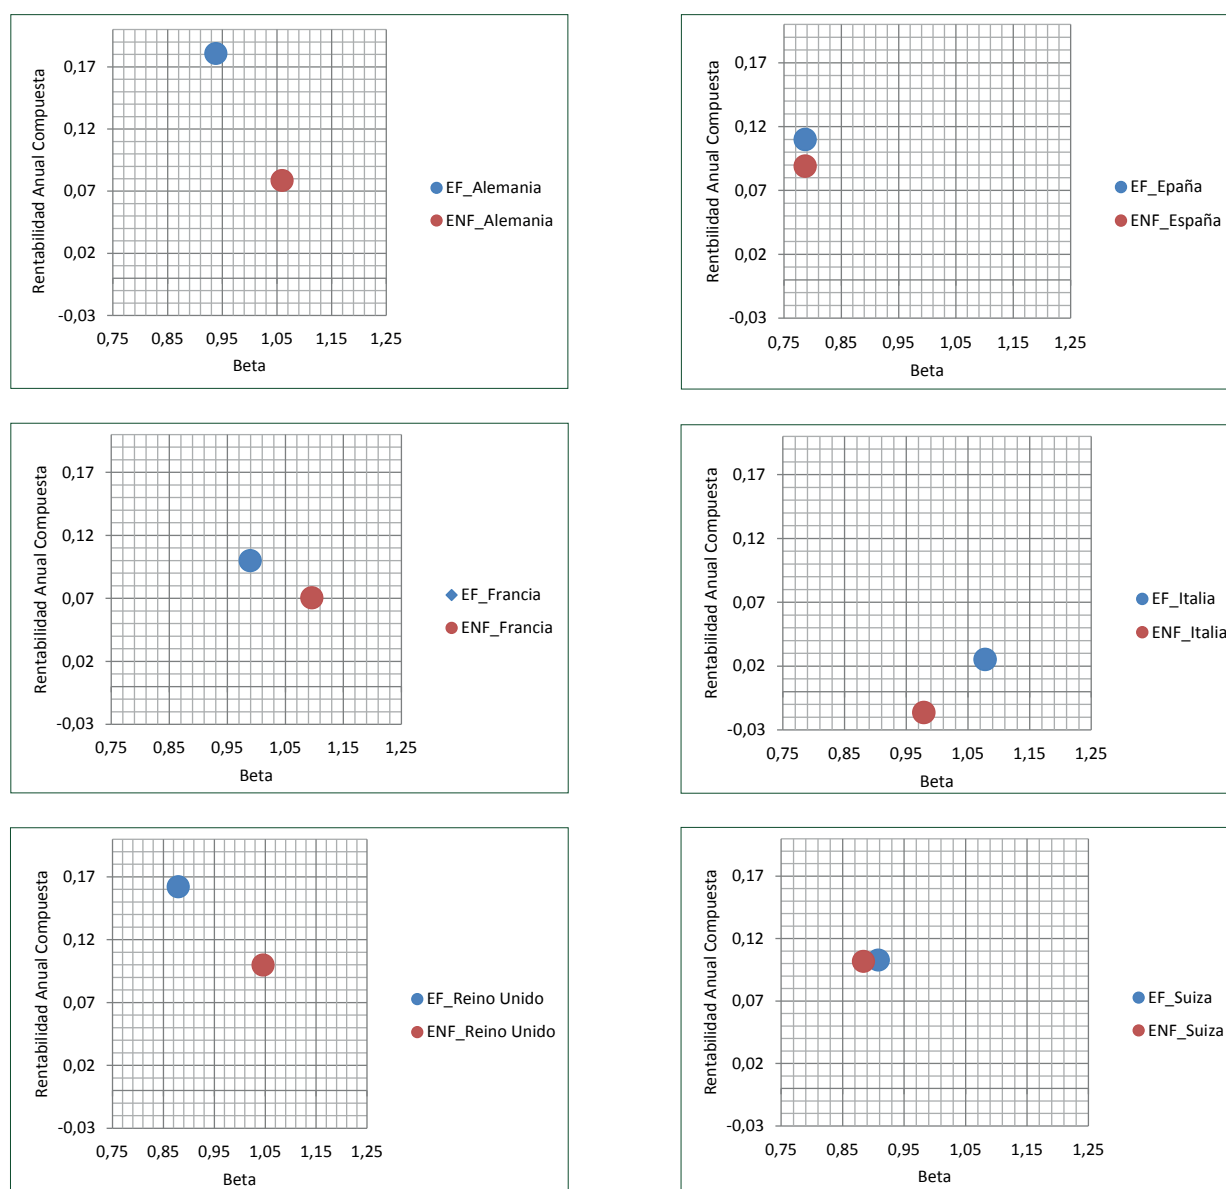 Rentabilidad Anual Compuesta
0,17
0,12
0,07
0,02
-0,03
0,75 0,85 0,95 1,05 1,15 1,25
Beta
EF_Alemania
ENF_Alemania
Rentbilidad Anual Compuesta
0,17
0,12
0,07
0,02
-0,03
0,75 0,85 0,95 1,05 1,15 1,25
Beta
EF_Epaña
ENF_España
Rentabilidad Anual Compuesta
0,17
0,12
0,07
0,02
-0,03
0,75 0,85 0,95 1,05 1,15 1,25
Beta
EF_Francia
ENF_Francia
Rentabilidad Anual Compuesta
0,17
0,12
0,07
0,02
-0,03
0,75 0,85 0,95 1,05 1,15 1,25
Beta
EF_Italia
ENF_Italia
Rentabilidad Anual Compuesta
0,17
0,12
0,07
0,02
-0,03
0,75 0,85 0,95 1,05 1,15 1,25
Beta
EF_Reino Unido
ENF_Reino Unido
Rentabilidad Anual Compuesta
0,17
0,12
0,07
0,02
-0,03
0,75 0,85 0,95 1,05 1,15 1,25
Beta
EF_Suiza
ENF_Suiza